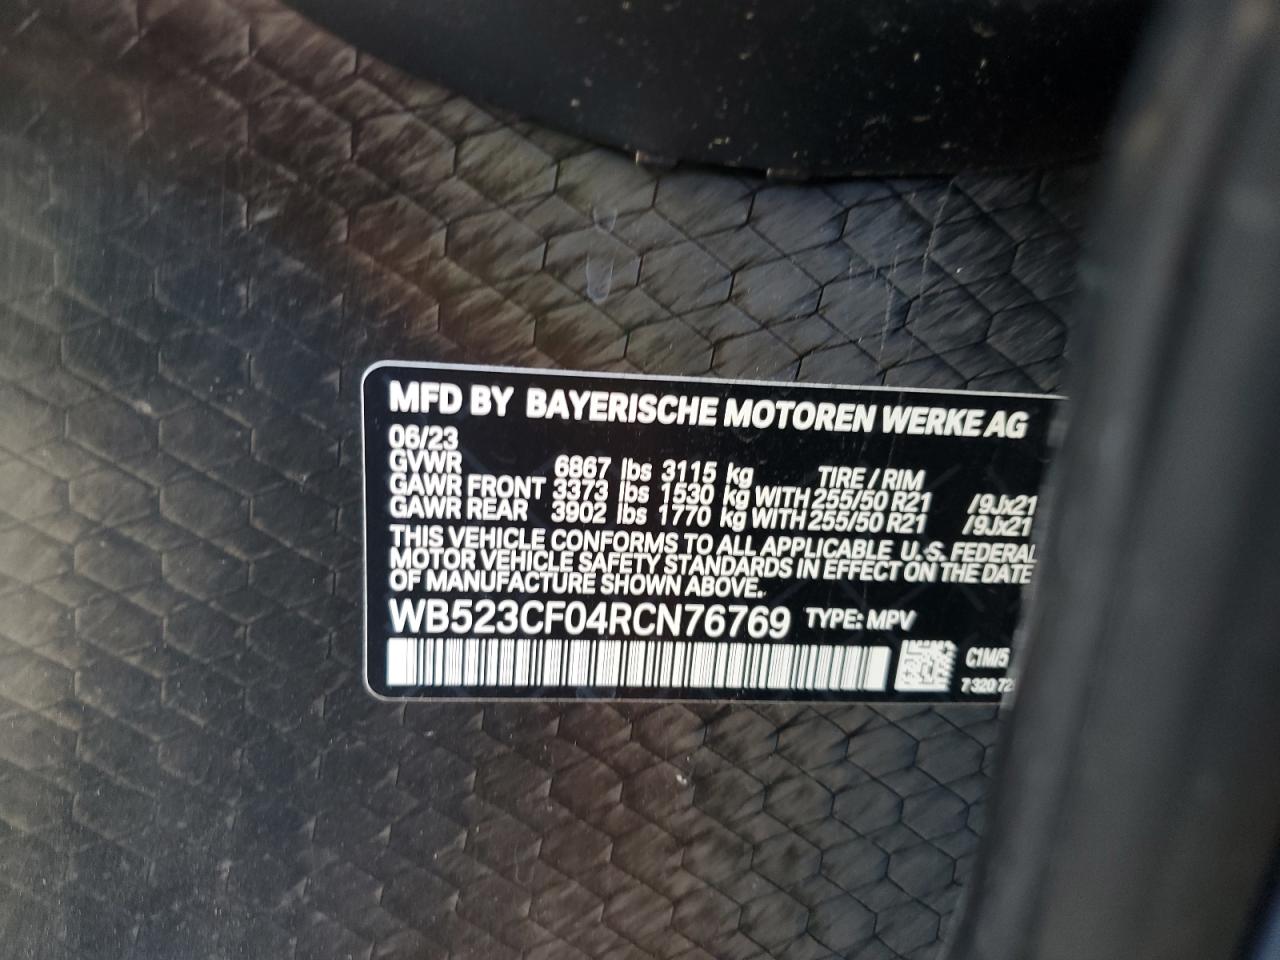 MFD BY BAYERISCHE MOTOREN WERKE AG
06/23
GVWR 6867 lbs 3115 kg TIRE / RIM
GAWR FRONT 3373 lbs 1530 kg WITH 255/50 R21 /9Jx21
GAWR REAR 3902 lbs 1770 kg WITH 255/50 R21 /9Jx21
THIS VEHICLE CONFORMS TO ALL APPLICABLE U.S. FEDERAL
MOTOR VEHICLE SAFETY STANDARDS IN EFFECT ON THE DATE
OF MANUFACTURE SHOWN ABOVE.
WB523CF04RCN76769 TYPE: MPV
C1M/5
7 320 72